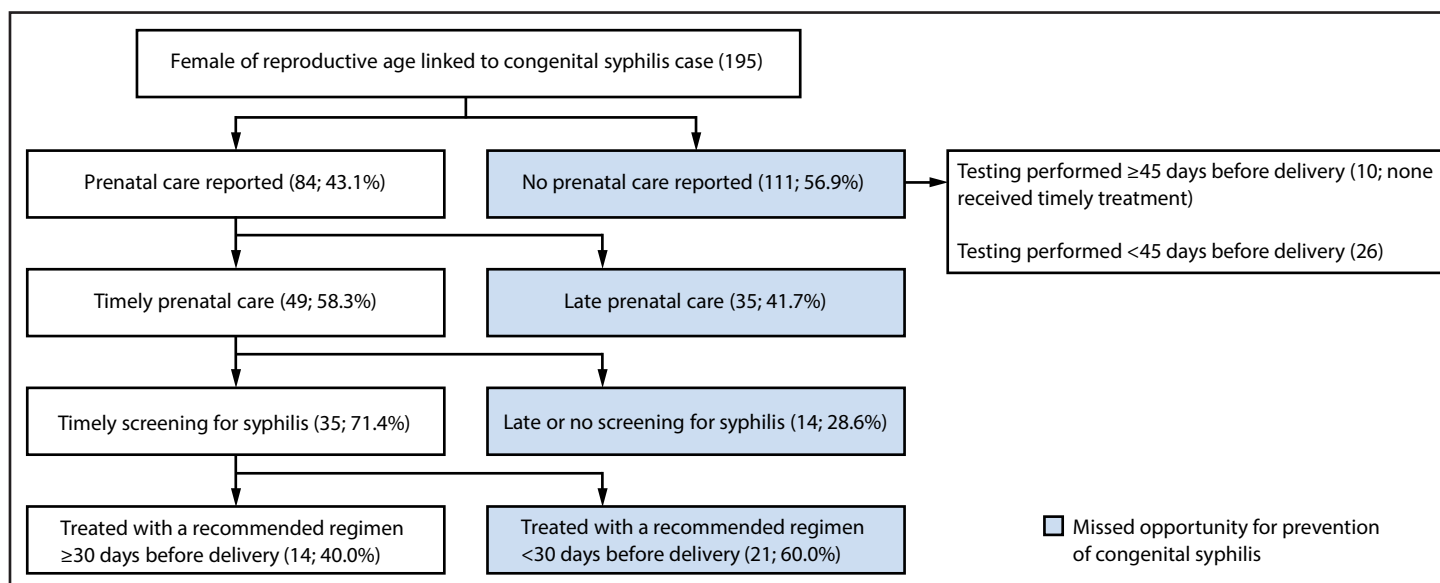 Female of reproductive age linked to congenital syphilis case (195)
Prenatal care reported (84; 43.1%)
No prenatal care reported (111; 56.9%)
Testing performed ≥45 days before delivery (10; none
received timely treatment)
Testing performed <45 days before delivery (26)
Timely prenatal care (49; 58.3%)
Late prenatal care (35; 41.7%)
Timely screening for syphilis (35; 71.4%)
Late or no screening for syphilis (14; 28.6%)
Treated with a recommended regimen
≥30 days before delivery (14; 40.0%)
Treated with a recommended regimen
<30 days before delivery (21; 60.0%)
Missed opportunity for prevention
of congenital syphilis